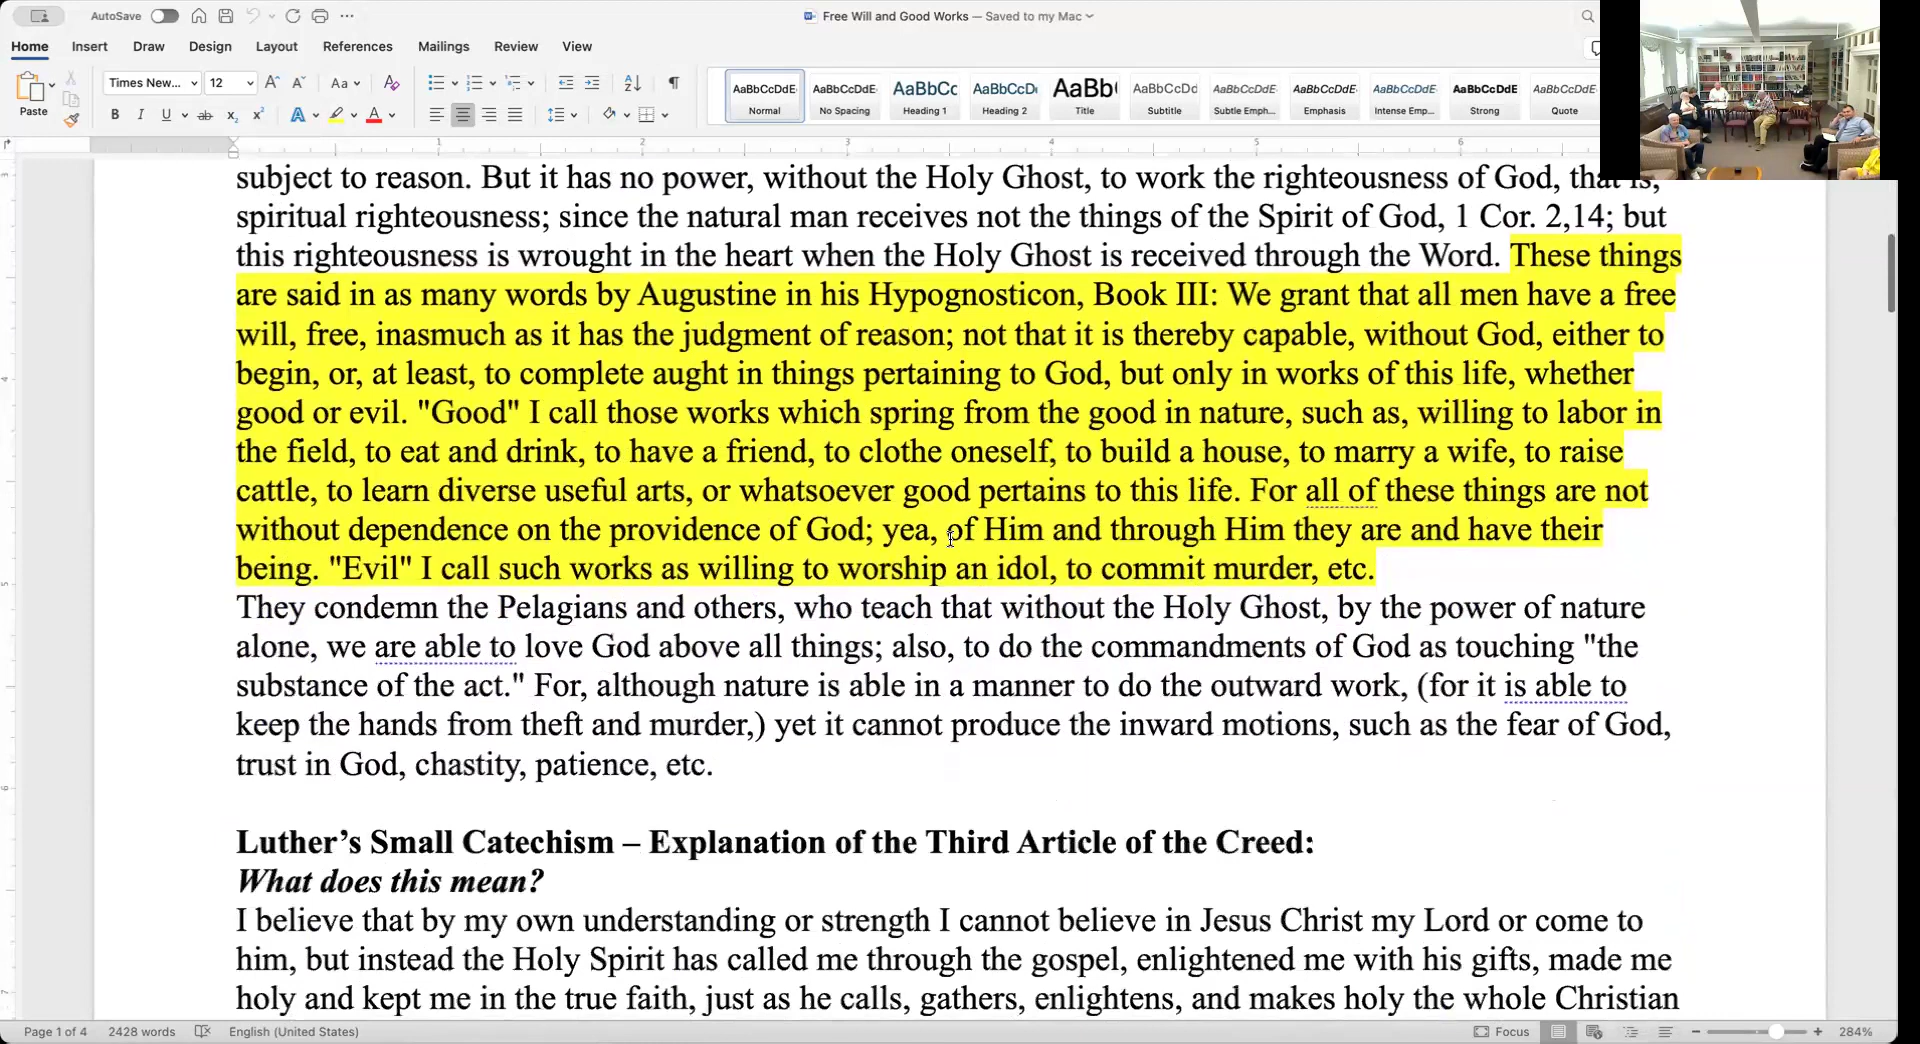 AutoSave
Free Will and Good Works — Saved to my Mac
Home Insert Draw Design Layout References Mailings Review View
Paste
Times New... 12 Aa
B I U ab x₂ x² A A
AaBbCcDdE AaBbCcDdE AaBbCc AaBbCcDi AaBb( AaBbCcDd AaBbCcDdE AaBbCcDdE AaBbCcDdE AaBbCcDdE AaBbCcDdE
Normal No Spacing Heading 1 Heading 2 Title Subtitle Subtle Emph... Emphasis Intense Emp... Strong Quote
1 2 3 4 5 6
subject to reason. But it has no power, without the Holy Ghost, to work the righteousness of God, that is,
spiritual righteousness; since the natural man receives not the things of the Spirit of God, 1 Cor. 2,14; but
this righteousness is wrought in the heart when the Holy Ghost is received through the Word. These things
are said in as many words by Augustine in his Hypognosticon, Book III: We grant that all men have a free
will, free, inasmuch as it has the judgment of reason; not that it is thereby capable, without God, either to
begin, or, at least, to complete aught in things pertaining to God, but only in works of this life, whether
good or evil. "Good" I call those works which spring from the good in nature, such as, willing to labor in
the field, to eat and drink, to have a friend, to clothe oneself, to build a house, to marry a wife, to raise
cattle, to learn diverse useful arts, or whatsoever good pertains to this life. For all of these things are not
without dependence on the providence of God; yea, of Him and through Him they are and have their
being. "Evil" I call such works as willing to worship an idol, to commit murder, etc.
They condemn the Pelagians and others, who teach that without the Holy Ghost, by the power of nature
alone, we are able to love God above all things; also, to do the commandments of God as touching "the
substance of the act." For, although nature is able in a manner to do the outward work, (for it is able to
keep the hands from theft and murder,) yet it cannot produce the inward motions, such as the fear of God,
trust in God, chastity, patience, etc.
Luther’s Small Catechism – Explanation of the Third Article of the Creed:
What does this mean?
I believe that by my own understanding or strength I cannot believe in Jesus Christ my Lord or come to
him, but instead the Holy Spirit has called me through the gospel, enlightened me with his gifts, made me
holy and kept me in the true faith, just as he calls, gathers, enlightens, and makes holy the whole Christian
Page 1 of 4 2428 words English (United States) Focus 284%